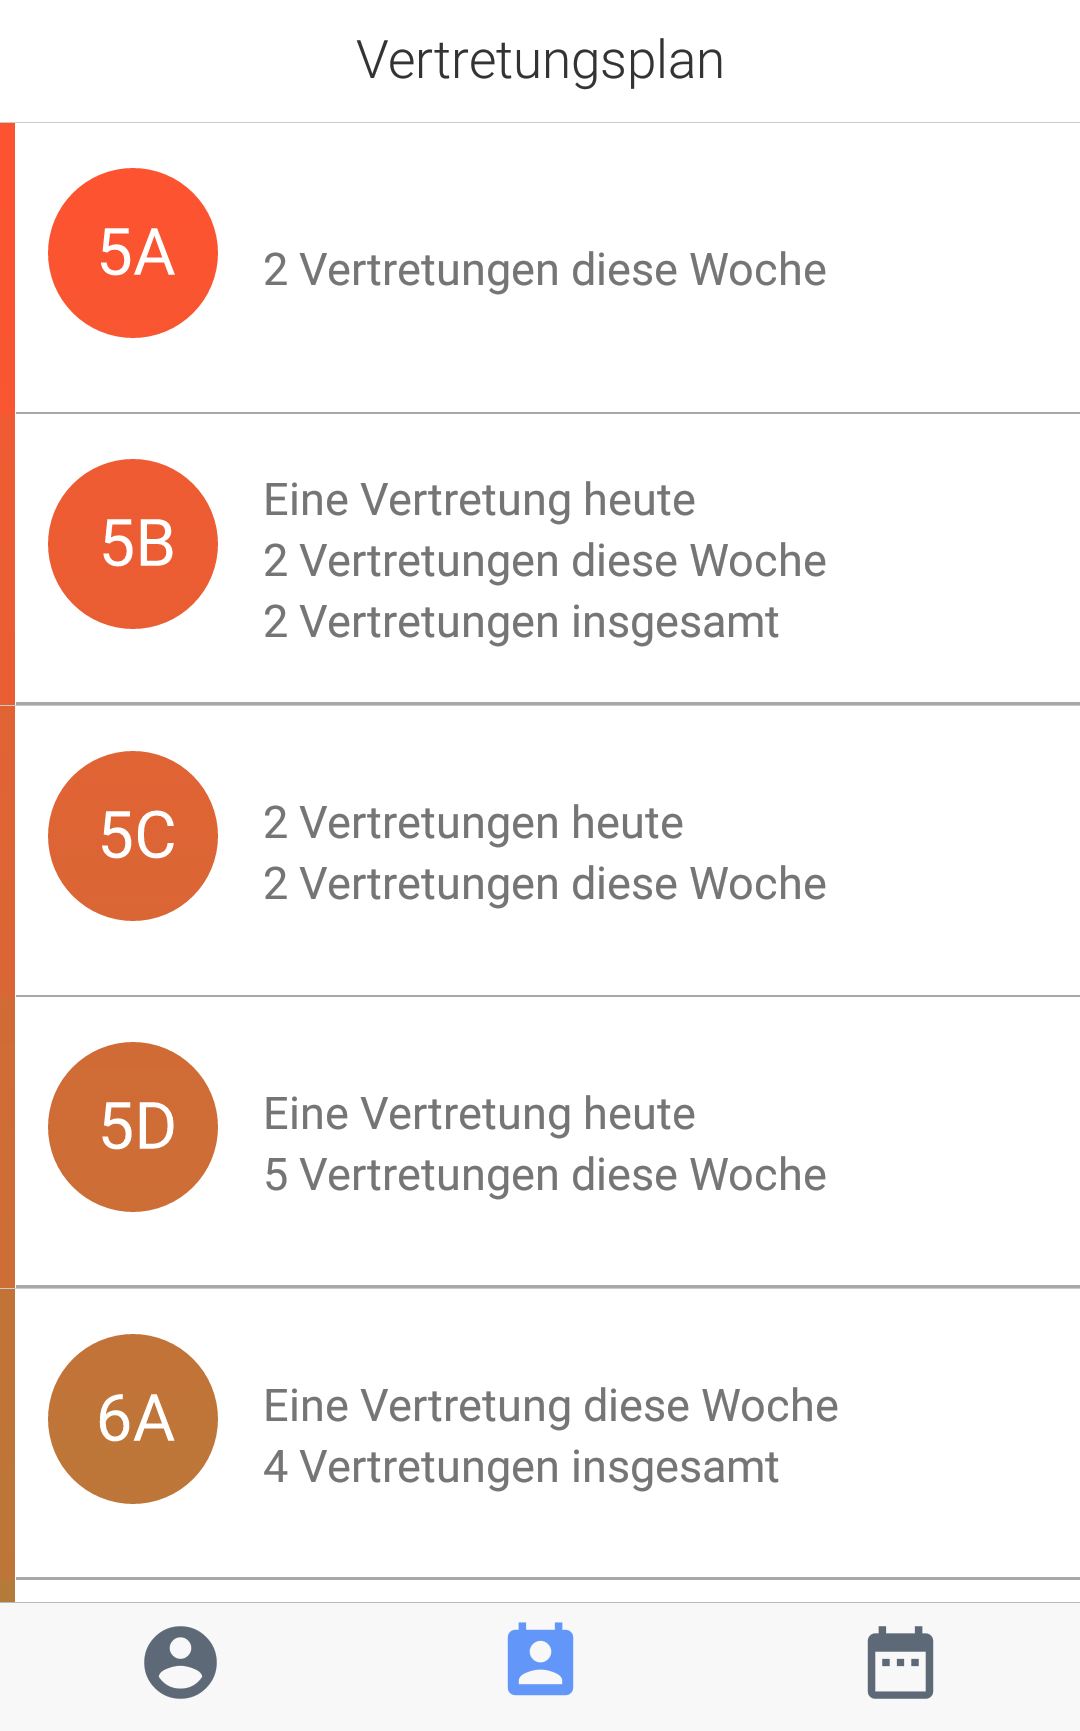 Vertretungsplan
5A
2 Vertretungen diese Woche
5B
Eine Vertretung heute
2 Vertretungen diese Woche
2 Vertretungen insgesamt
5C
2 Vertretungen heute
2 Vertretungen diese Woche
5D
Eine Vertretung heute
5 Vertretungen diese Woche
6A
Eine Vertretung diese Woche
4 Vertretungen insgesamt